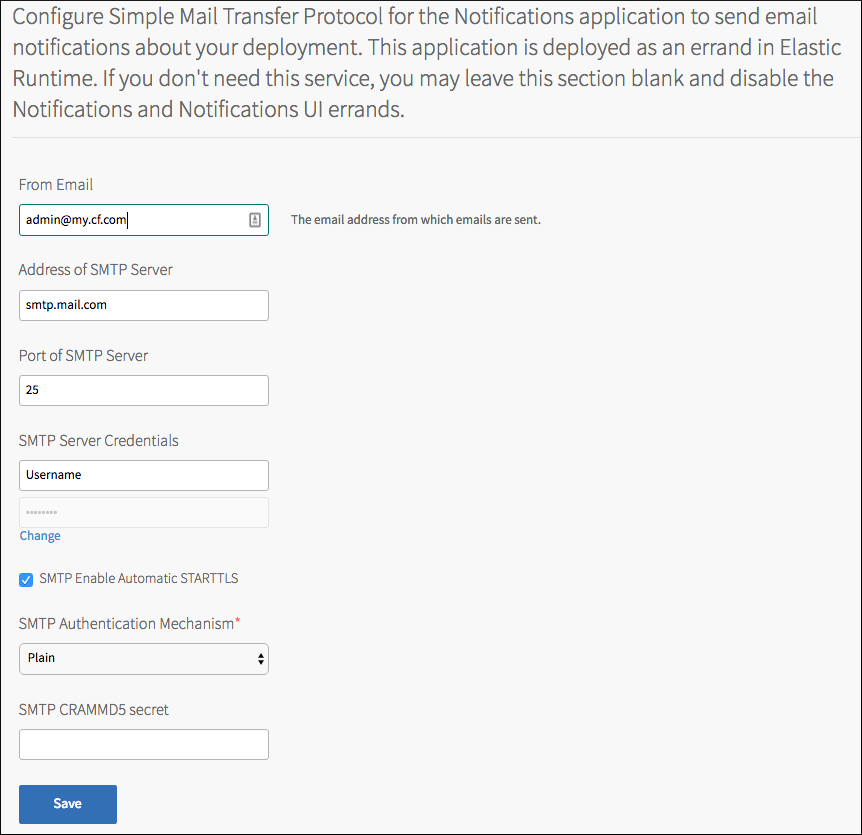 Configure Simple Mail Transfer Protocol for the Notifications application to send email
notifications about your deployment. This application is deployed as an errand in Elastic
Runtime. If you don't need this service, you may leave this section blank and disable the
Notifications and Notifications UI errands.
From Email
admin@my.cf.com
The email address from which emails are sent.
Address of SMTP Server
smtp.mail.com
Port of SMTP Server
25
SMTP Server Credentials
Username
••••••••
Change
SMTP Enable Automatic STARTTLS
SMTP Authentication Mechanism*
Plain
SMTP CRAMMD5 secret
Save